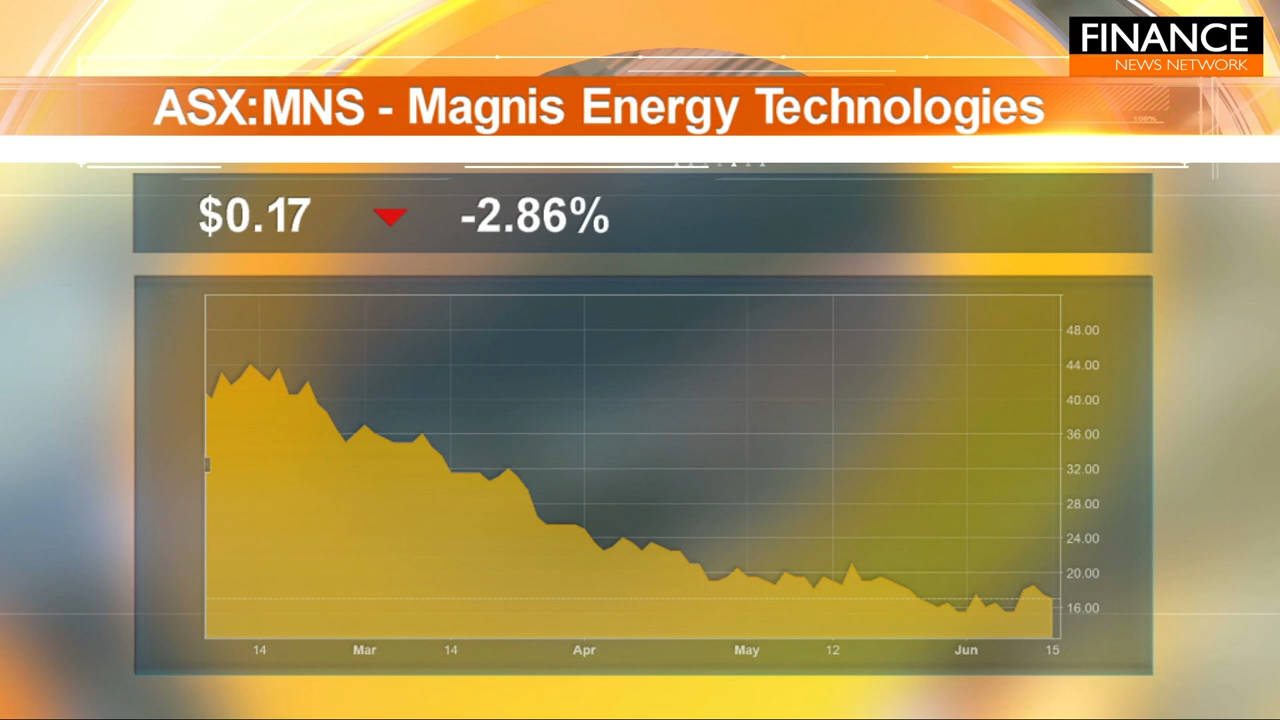 FINANCE
NEWS NETWORK
ASX:MNS - Magnis Energy Technologies
100%
$0.17 -2.86%
48.00
44.00
40.00
36.00
32.00
28.00
24.00
20.00
16.00
14 Mar 14 Apr May 12 Jun 15